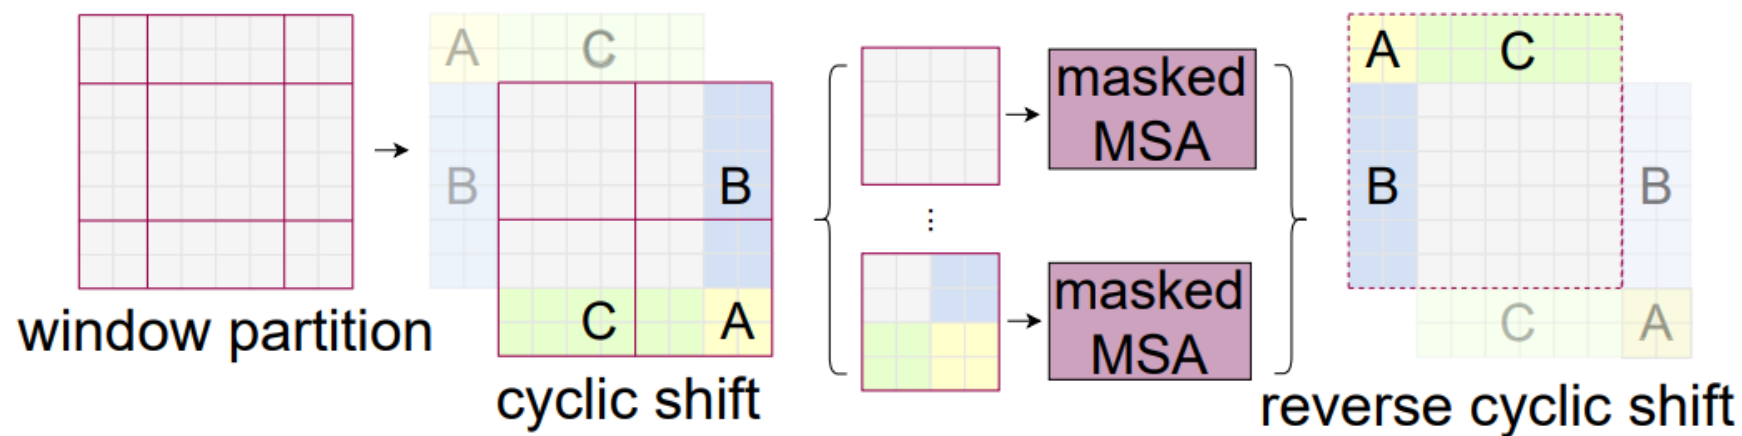 window partition
A
C
B
B
C
A
cyclic shift
masked
MSA
⋮
masked
MSA
A
C
B
B
C
A
reverse cyclic shift